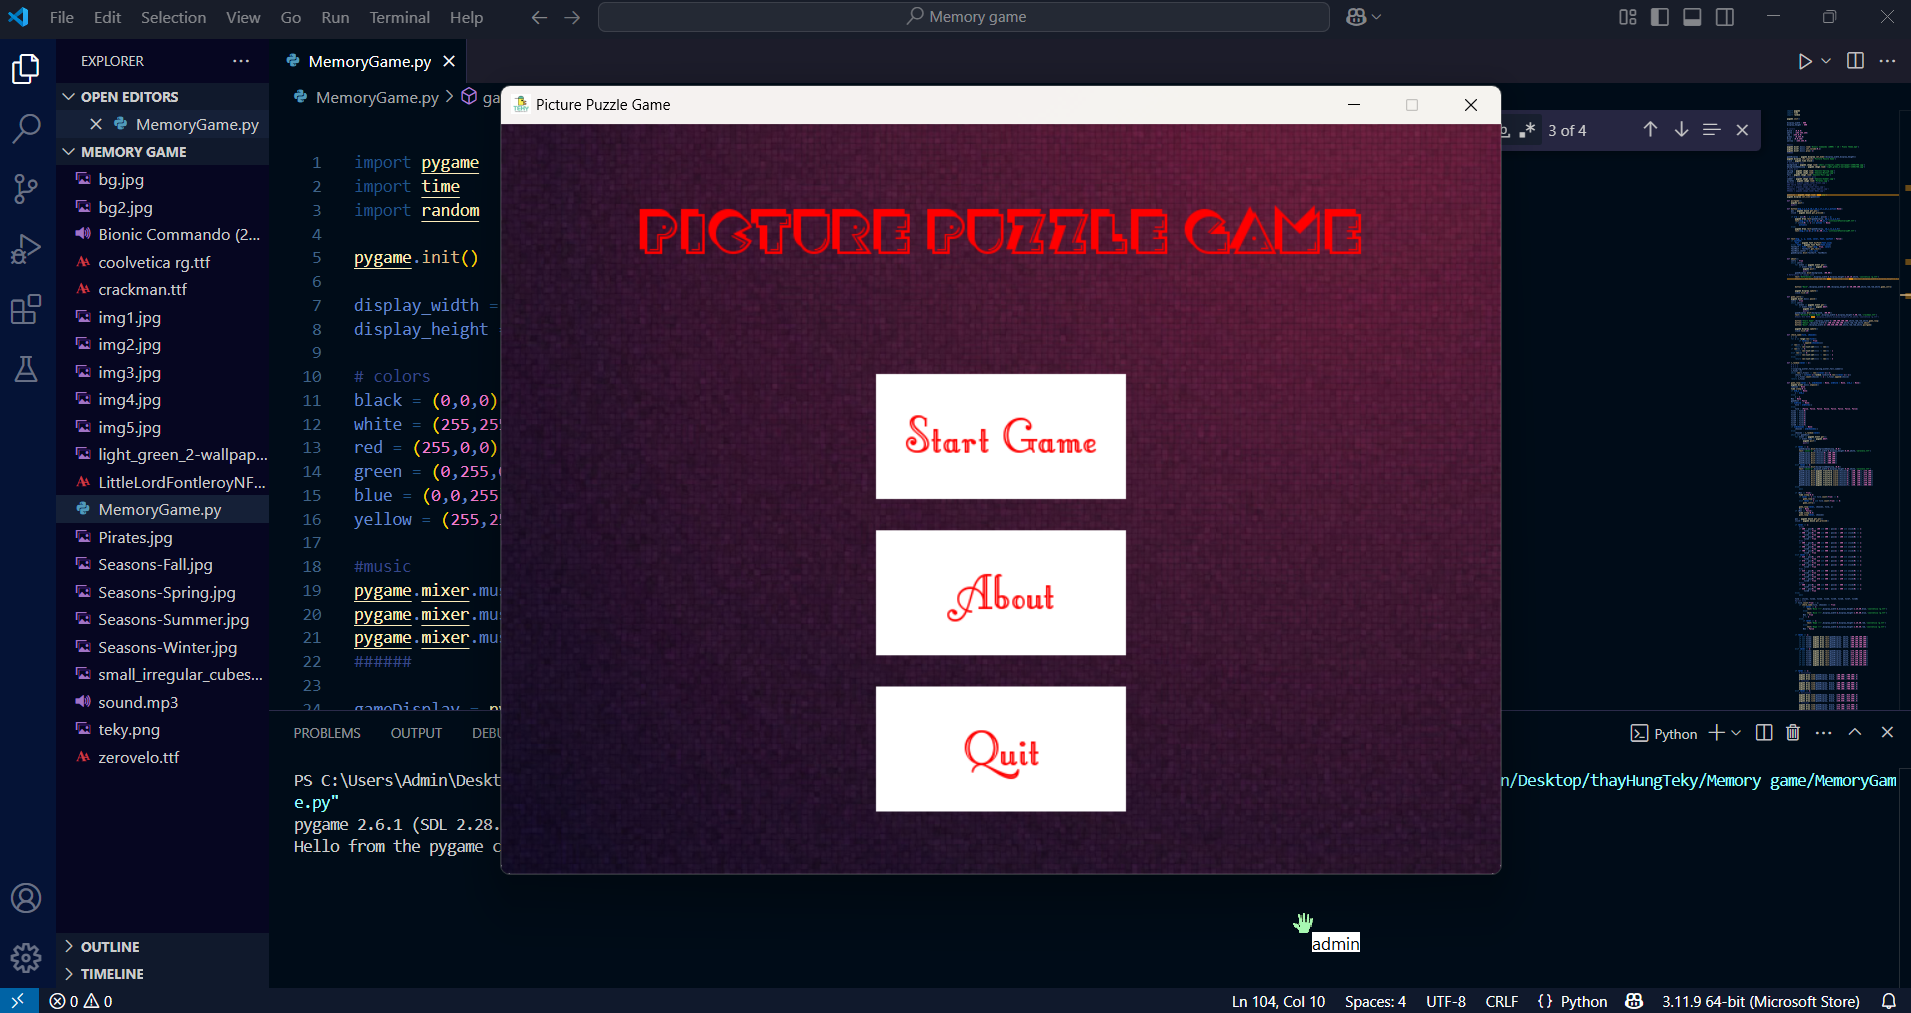 File Edit Selection View Go Run Terminal Help
Memory game
EXPLORER
MemoryGame.py
OPEN EDITORS
MemoryGame.py
MEMORY GAME
bg.jpg
bg2.jpg
Bionic Commando (2...
coolvetica rg.ttf
crackman.ttf
img1.jpg
img2.jpg
img3.jpg
img4.jpg
img5.jpg
light_green_2-wallpap...
LittleLordFontleroyNF...
MemoryGame.py
Pirates.jpg
Seasons-Fall.jpg
Seasons-Spring.jpg
Seasons-Summer.jpg
Seasons-Winter.jpg
small_irregular_cubes...
sound.mp3
teky.png
zerovelo.ttf
OUTLINE
TIMELINE
MemoryGame.py > ga
3 of 4
1 import pygame
2 import time
3 import random
4
5 pygame.init()
6
7 display_width =
8 display_height =
9
10 # colors
11 black = (0,0,0)
12 white = (255,255
13 red = (255,0,0)
14 green = (0,255,0
15 blue = (0,0,255
16 yellow = (255,25
17
18 #music
19 pygame.mixer.mus
20 pygame.mixer.mus
21 pygame.mixer.mus
22 ######
23
24 gameDisplay = py
Picture Puzzle Game
PICTURE PUZZLE GAME
Start Game
About
Quit
PROBLEMS OUTPUT DEBU
Python
PS C:\Users\Admin\Deskt
n/Desktop/thayHungTeky/Memory game/MemoryGam
e.py"
pygame 2.6.1 (SDL 2.28.
Hello from the pygame c
admin
0 0
Ln 104, Col 10 Spaces: 4 UTF-8 CRLF {} Python 3.11.9 64-bit (Microsoft Store)